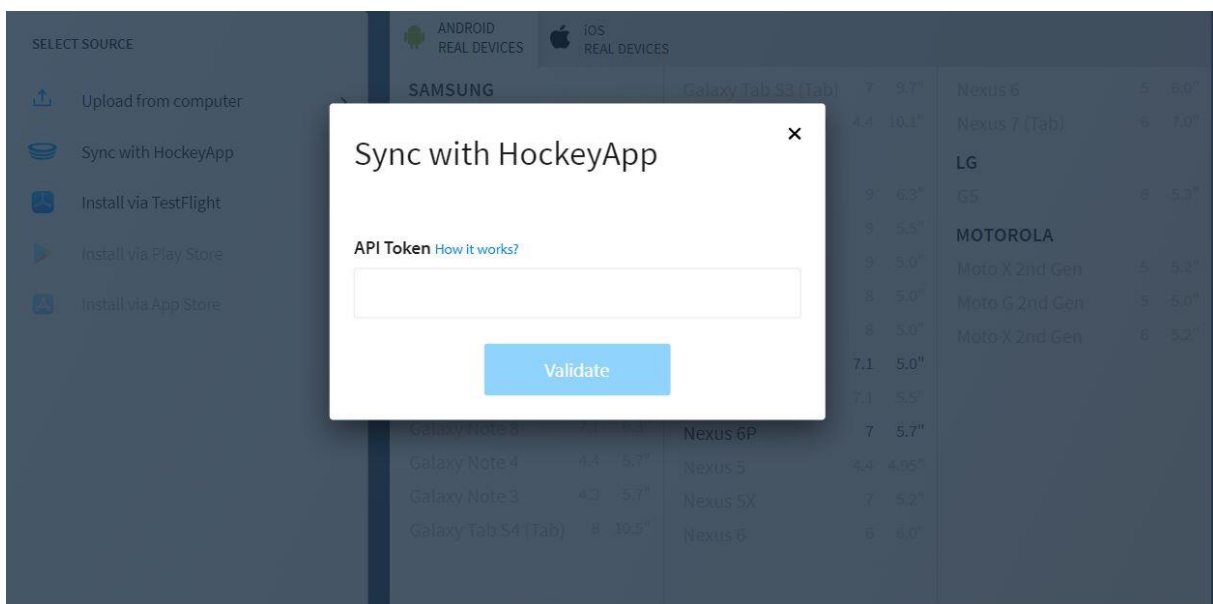 SELECT SOURCE
Upload from computer
Sync with HockeyApp
Install via TestFlight
Install via Play Store
Install via App Store
ANDROID
REAL DEVICES
iOS
REAL DEVICES
SAMSUNG
Galaxy Note 8 7.1 6.3"
Galaxy Note 4 4.4 5.7"
Galaxy Note 3 4.3 5.7"
Galaxy Tab S4 (Tab) 8 10.5"
Galaxy Tab S3 (Tab) 7 9.7"
4.4 10.1"
9 6.3"
9 5.5"
9 5.0"
8 5.0"
8 5.0"
7.1 5.0"
7.1 5.5"
Nexus 6P 7 5.7"
Nexus 5 4.4 4.95"
Nexus 5X 7 5.2"
Nexus 6 6 6.0"
Nexus 6 5 6.0"
Nexus 7 (Tab) 6 7.0"
LG
G5 6 5.3"
MOTOROLA
Moto X 2nd Gen 5 5.2"
Moto G 2nd Gen 5 5.0"
Moto X 2nd Gen 6 5.2"
Sync with HockeyApp
×
API Token How it works?
Validate